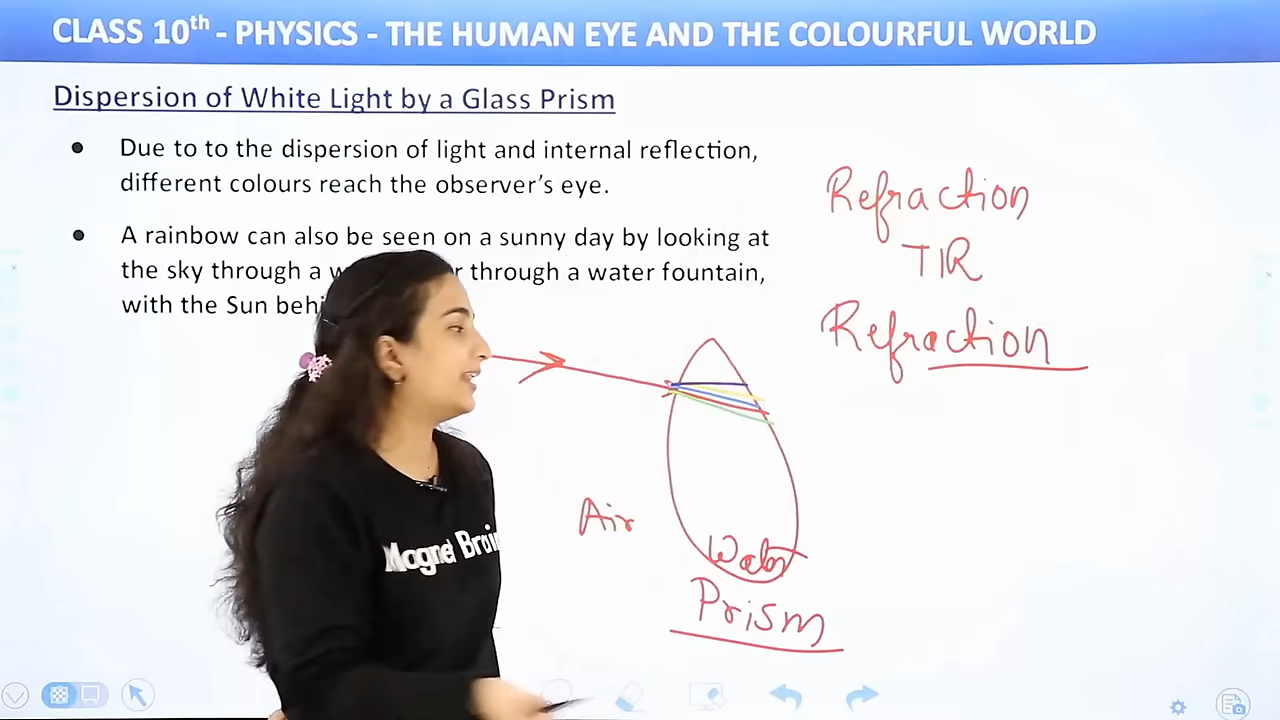 CLASS 10th - PHYSICS - THE HUMAN EYE AND THE COLOURFUL WORLD
Dispersion of White Light by a Glass Prism
• Due to to the dispersion of light and internal reflection,
different colours reach the observer's eye.
• A rainbow can also be seen on a sunny day by looking at
the sky through a through a water fountain,
with the Sun
Refraction
TIR
Refraction
Air
Water
Prism
Magnet Brain